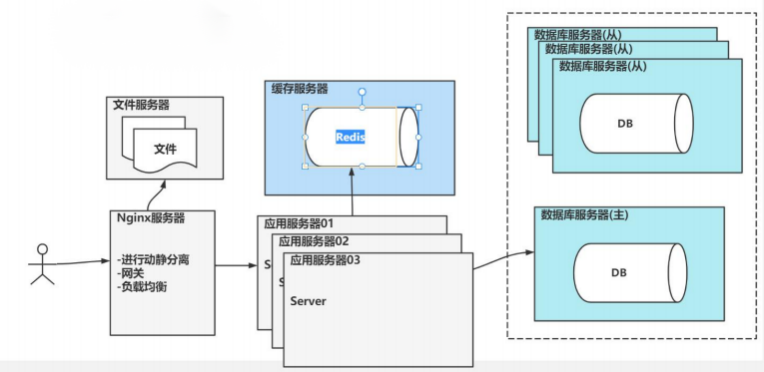 文件服务器
文件
缓存服务器
Redis
数据库服务器(从)
数据库服务器(从)
数据库服务器(从)
DB
Nginx服务器
-进行动静分离
-网关
-负载均衡
应用服务器01
应用服务器02
应用服务器03
S
S
Server
数据库服务器(主)
DB